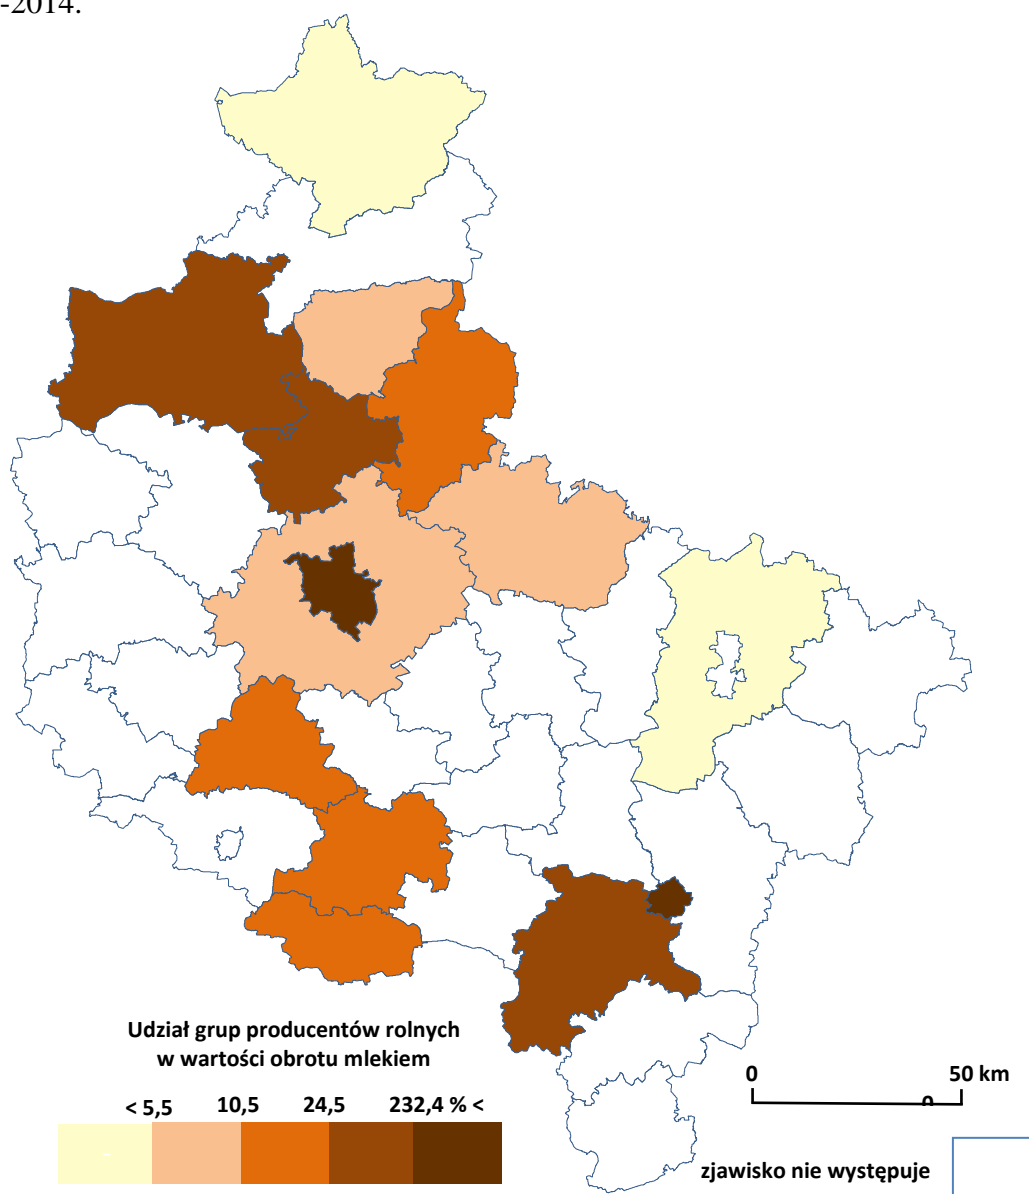 -2014.
Udział grup producentów rolnych
w wartości obrotu mlekiem
< 5,5 10,5 24,5 232,4 % <
0 50 km
0
zjawisko nie występuje